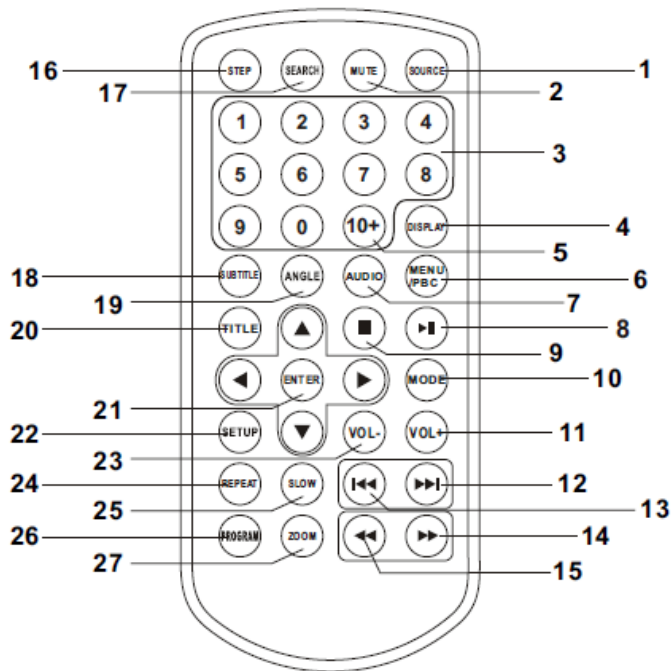 16 STEP SEARCH MUTE SOURCE 1
17 2
1 2 3 4
3
5 6 7 8
9 0 10+ DISPLAY 4
5
18 SUBTITLE ANGLE AUDIO MENU /PBC 6
19 7
20 TITLE 8
9
ENTER MODE 10
21
22 SETUP VOL- VOL+ 11
23
24 REPEAT SLOW 12
25 13
26 PROGRAM ZOOM 14
27 15